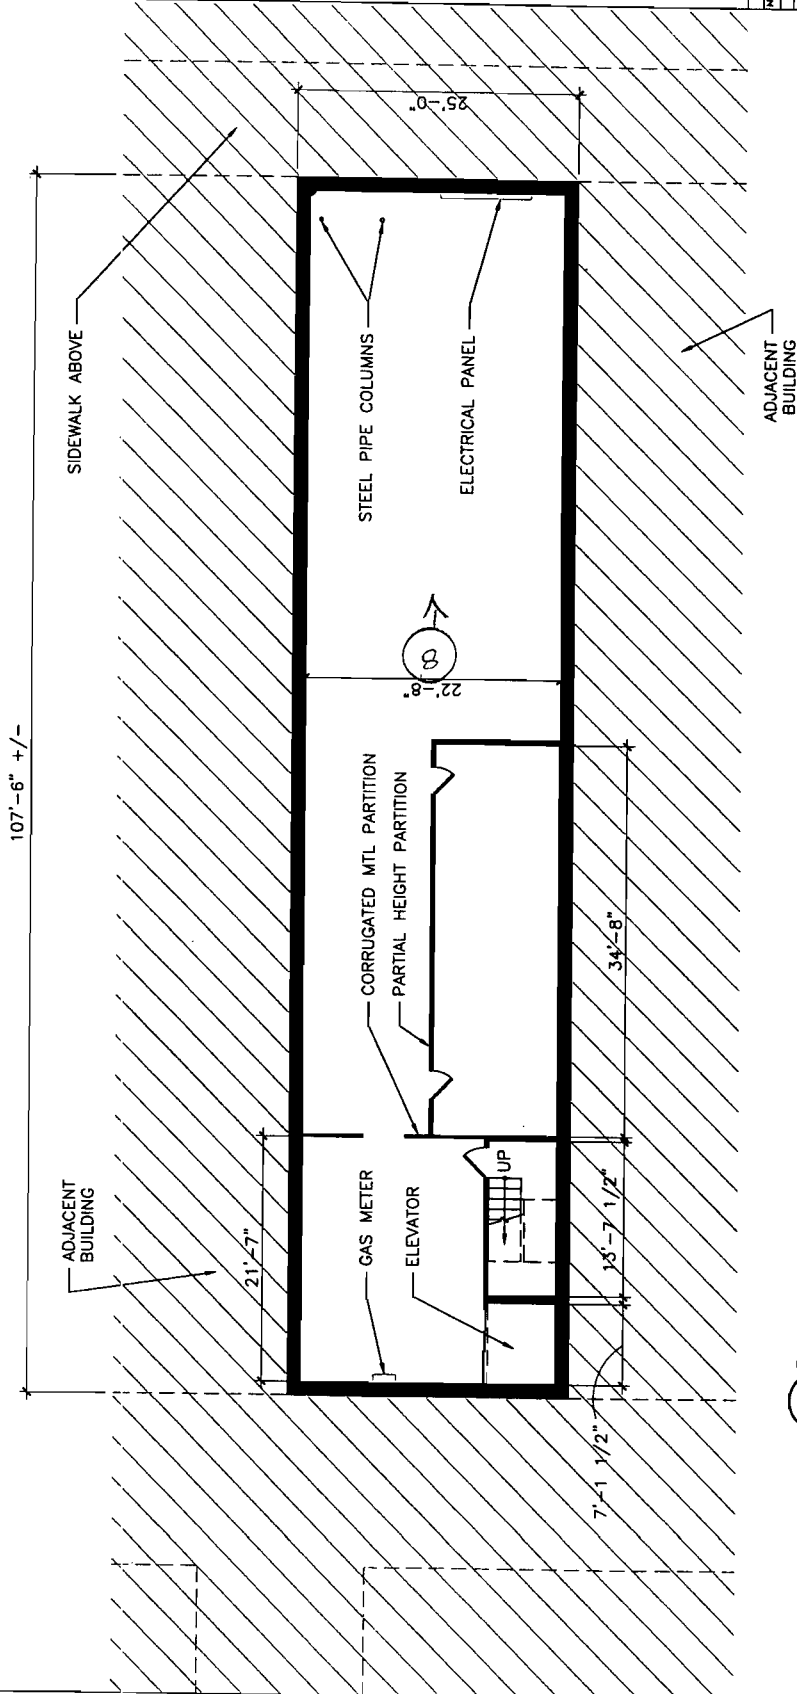 107'-6" +/-
SIDEWALK ABOVE
25'-0"
STEEL PIPE COLUMNS
ELECTRICAL PANEL
ADJACENT
BUILDING
8
22'-8"
CORRUGATED MTL PARTITION
PARTIAL HEIGHT PARTITION
34'-8"
ADJACENT
BUILDING
21'-7"
GAS METER
ELEVATOR
UP
13'-7 1/2"
7'-1 1/2"